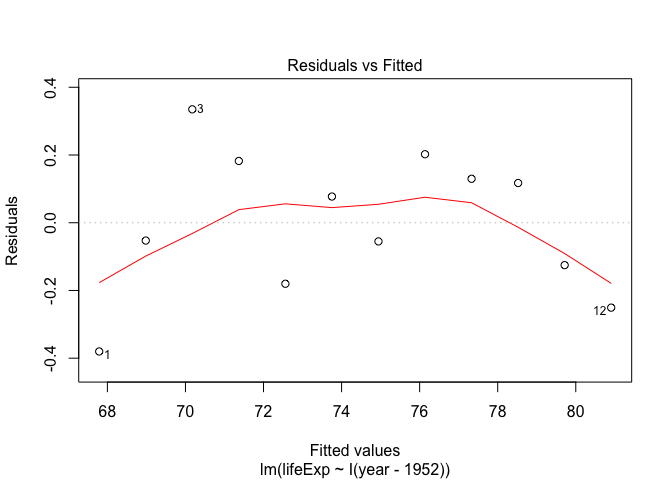 Residuals vs Fitted
Residuals
0.4
0.2
0.0
-0.2
-0.4
3
1
12
68 70 72 74 76 78 80
Fitted values
lm(lifeExp ~ I(year - 1952))